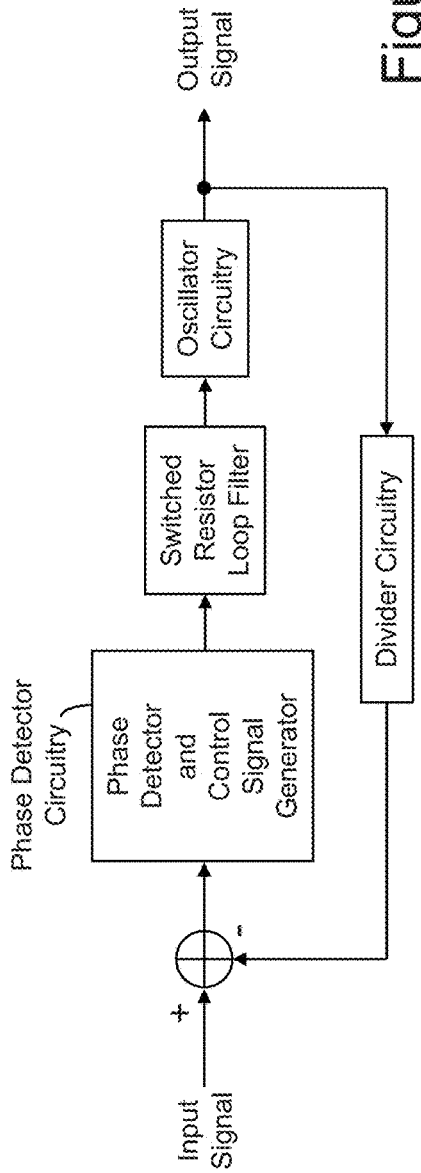 Input
Signal
+
-
Phase Detector
Circuitry
Phase
Detector
and
Control
Signal
Generator
Switched
Resistor
Loop Filter
Oscillator
Circuitry
Output
Signal
Divider Circuitry